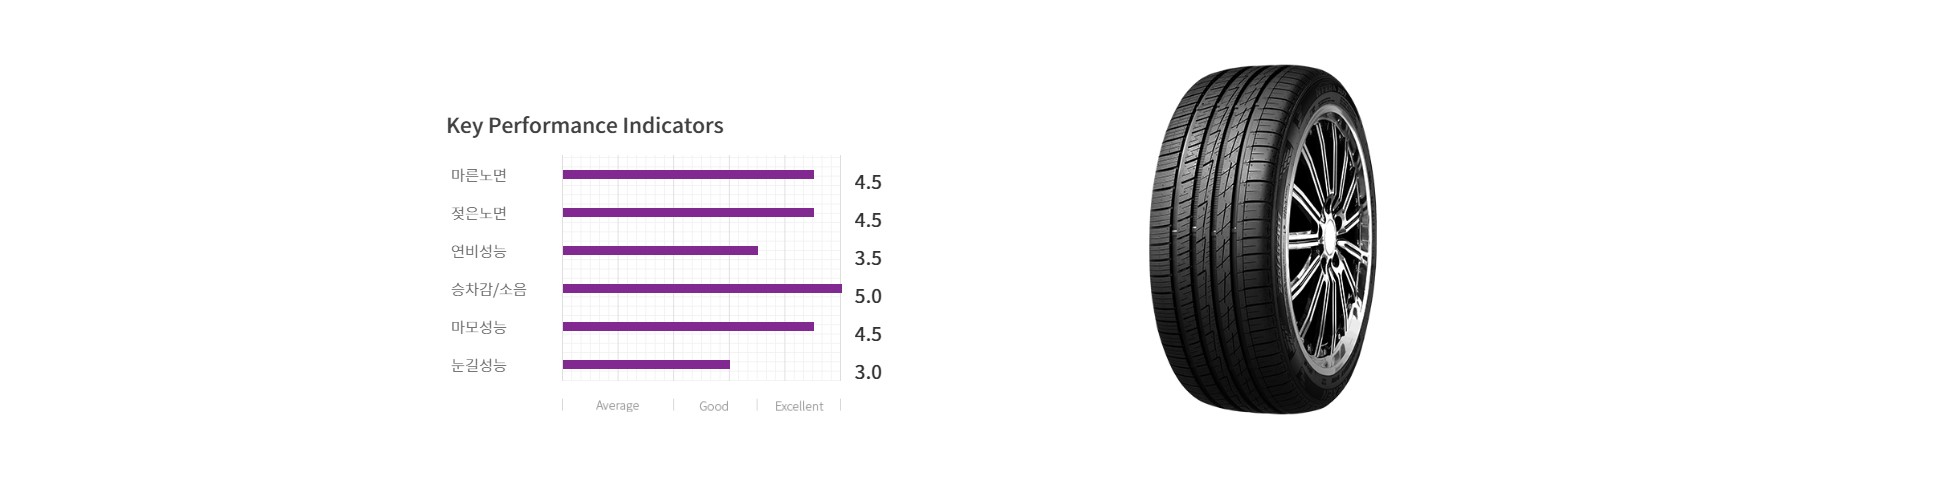 Key Performance Indicators
마른노면 4.5
젖은노면 4.5
연비성능 3.5
승차감/소음 5.0
마모성능 4.5
눈길성능 3.0
Average Good Excellent